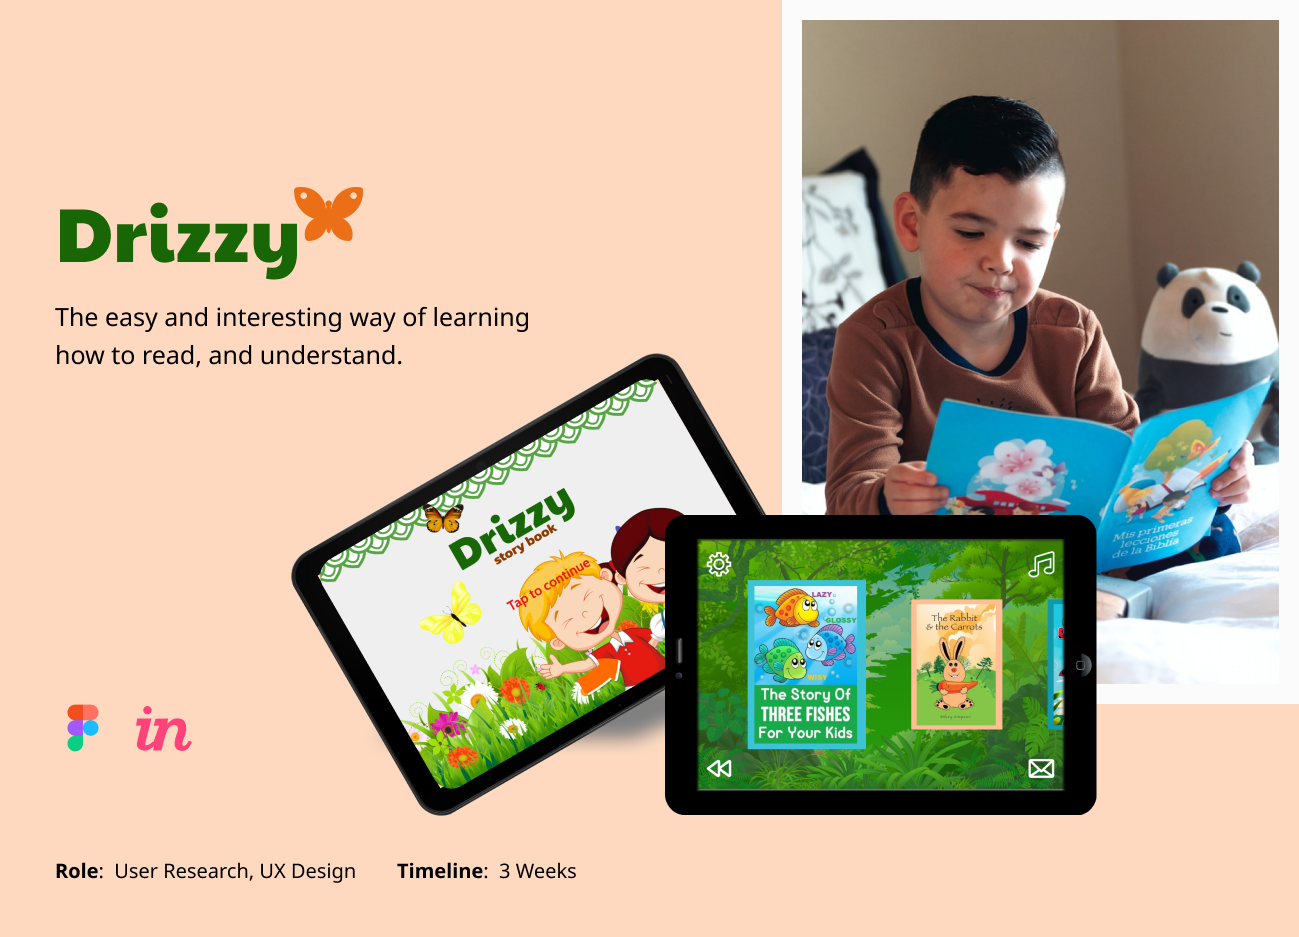 Drizzy
The easy and interesting way of learning
how to read, and understand.
Drizzy
story book
Tap to continue
LAZY
GLOSSY
WISY
The Story Of
THREE FISHES
For Your Kids
The Rabbit
& the Carrots
Mis primeras
lecciones
de la Biblia
in
Role: User Research, UX Design
Timeline: 3 Weeks